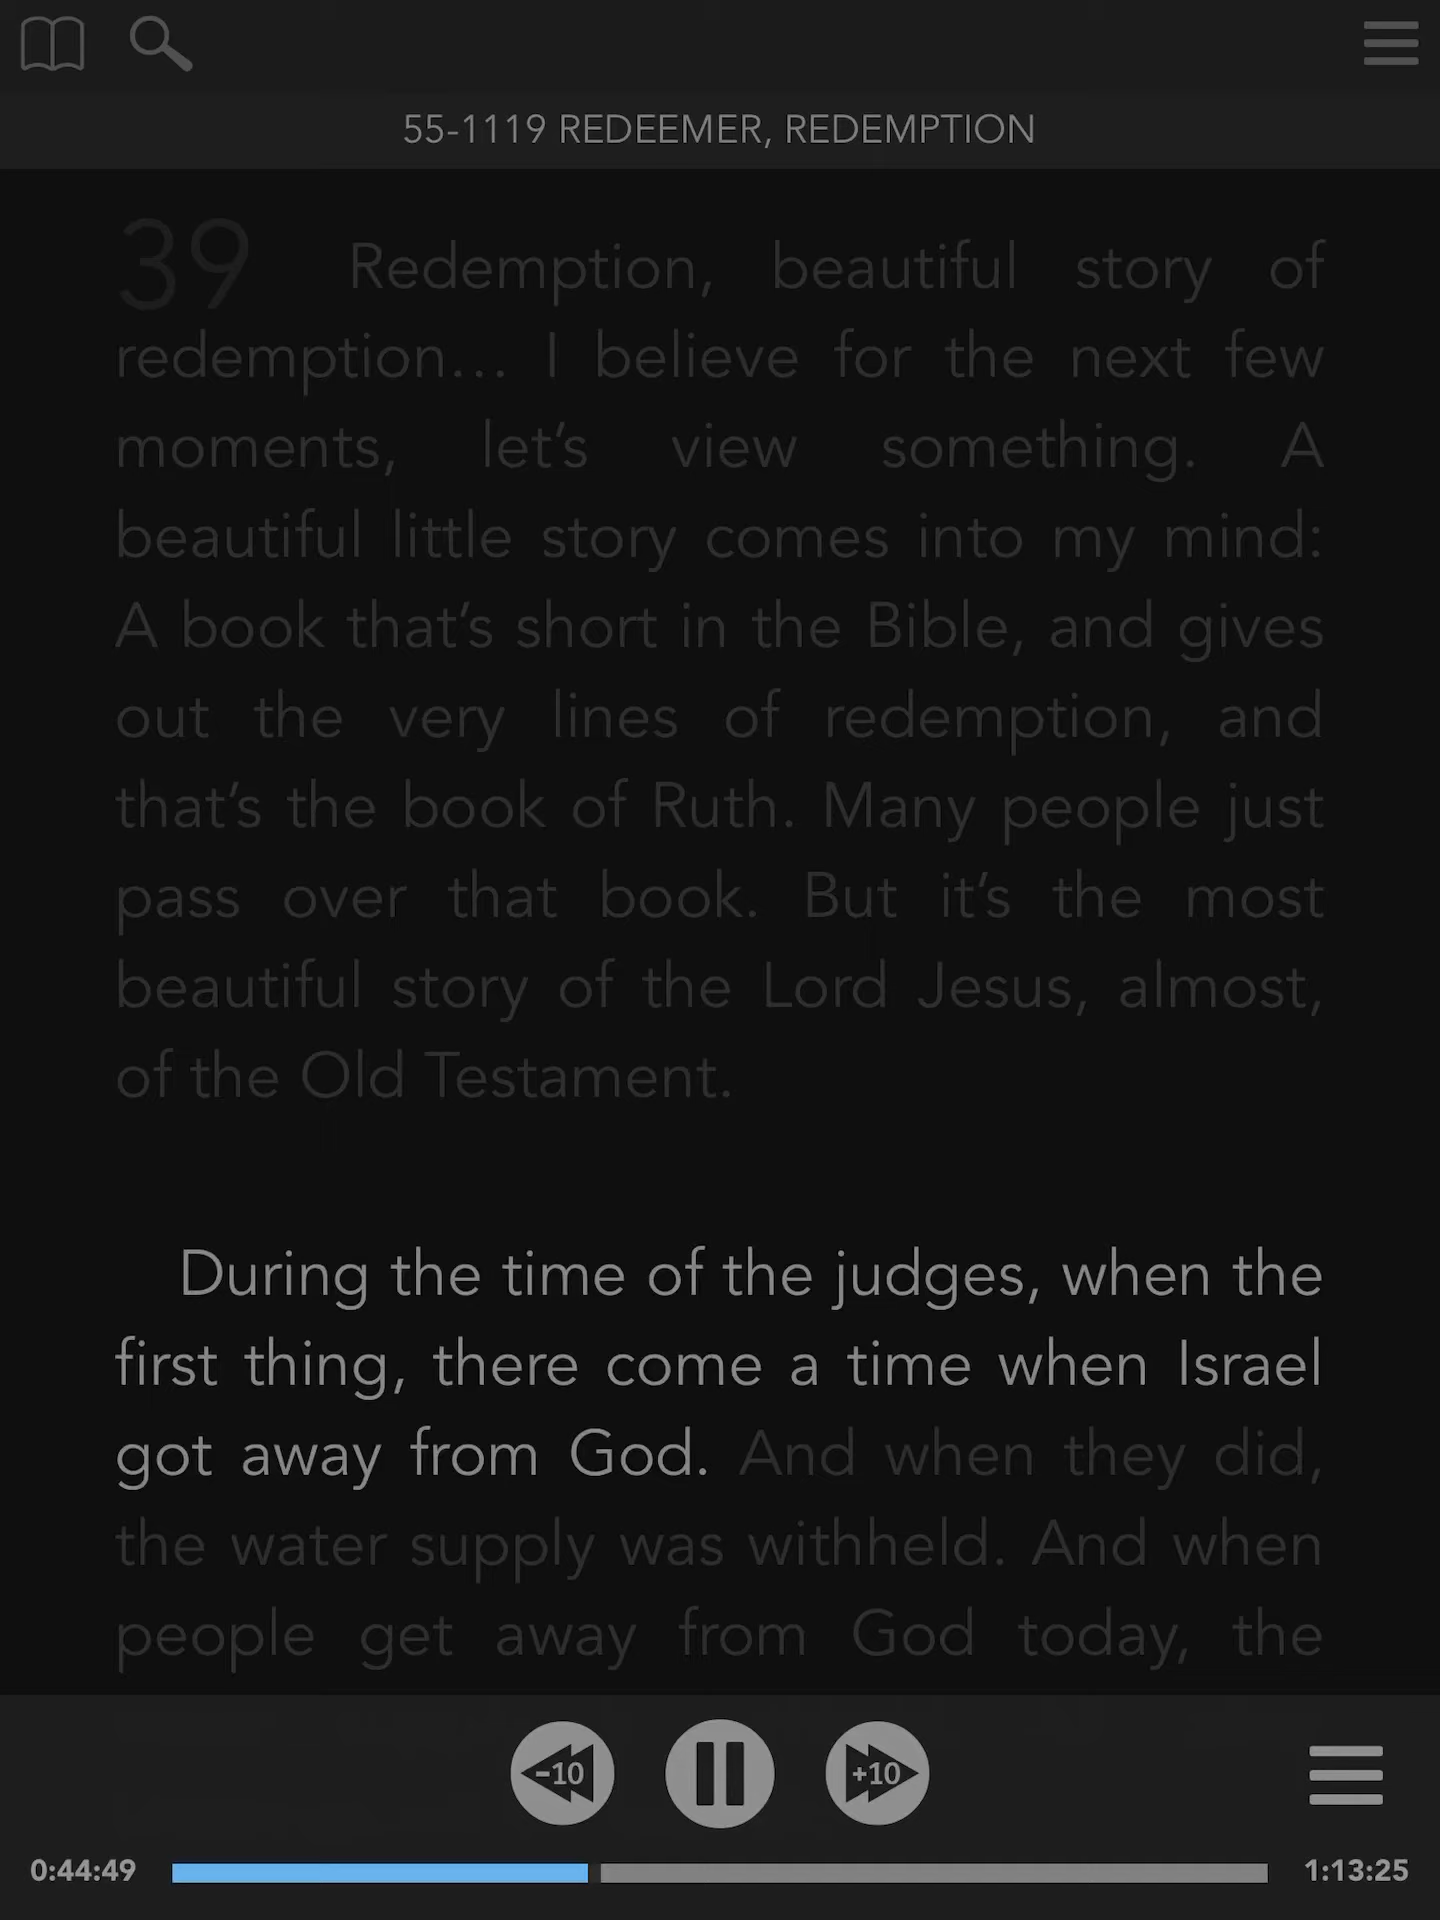 55-1119 REDEEMER, REDEMPTION
39 Redemption, beautiful story of
redemption… I believe for the next few
moments, let’s view something. A
beautiful little story comes into my mind:
A book that’s short in the Bible, and gives
out the very lines of redemption, and
that’s the book of Ruth. Many people just
pass over that book. But it’s the most
beautiful story of the Lord Jesus, almost,
of the Old Testament.
During the time of the judges, when the
first thing, there come a time when Israel
got away from God. And when they did,
the water supply was withheld. And when
people get away from God today, the
-10 +10
0:44:49 1:13:25